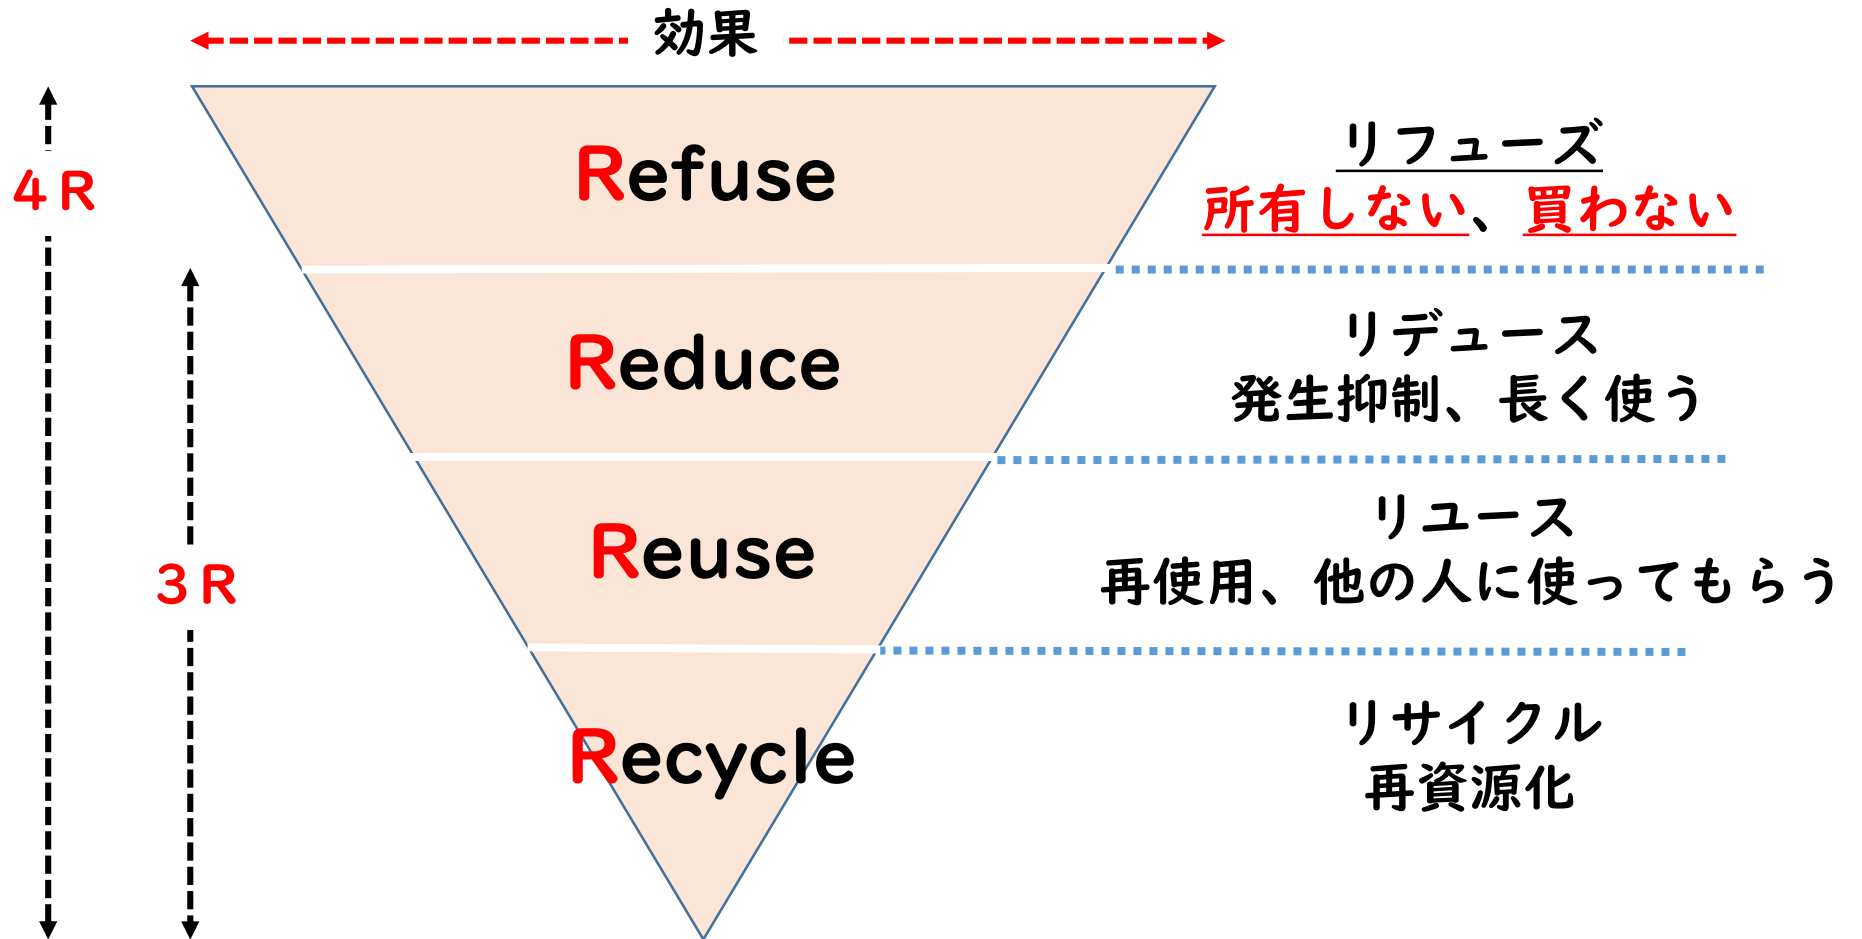 効果
4R
3R
Refuse
リフューズ
所有しない、買わない
Reduce
リデュース
発生抑制、長く使う
Reuse
リユース
再使用、他の人に使ってもらう
Recycle
リサイクル
再資源化